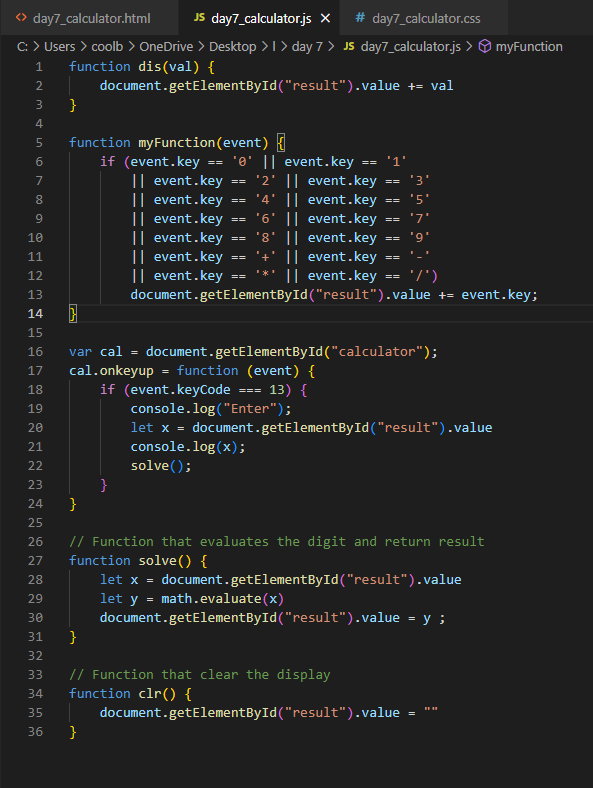 day7_calculator.html JS day7_calculator.js # day7_calculator.css
C: > Users > coolb > OneDrive > Desktop > l > day 7 > JS day7_calculator.js > myFunction
1 function dis(val) {
2     document.getElementById("result").value += val
3 }
4
5 function myFunction(event) {
6     if (event.key == '0' || event.key == '1'
7         || event.key == '2' || event.key == '3'
8         || event.key == '4' || event.key == '5'
9         || event.key == '6' || event.key == '7'
10         || event.key == '8' || event.key == '9'
11         || event.key == '+' || event.key == '-'
12         || event.key == '*' || event.key == '/')
13         document.getElementById("result").value += event.key;
14 }
15
16 var cal = document.getElementById("calculator");
17 cal.onkeyup = function (event) {
18     if (event.keyCode === 13) {
19         console.log("Enter");
20         let x = document.getElementById("result").value
21         console.log(x);
22         solve();
23     }
24 }
25
26 // Function that evaluates the digit and return result
27 function solve() {
28     let x = document.getElementById("result").value
29     let y = math.evaluate(x)
30     document.getElementById("result").value = y ;
31 }
32
33 // Function that clear the display
34 function clr() {
35     document.getElementById("result").value = ""
36 }